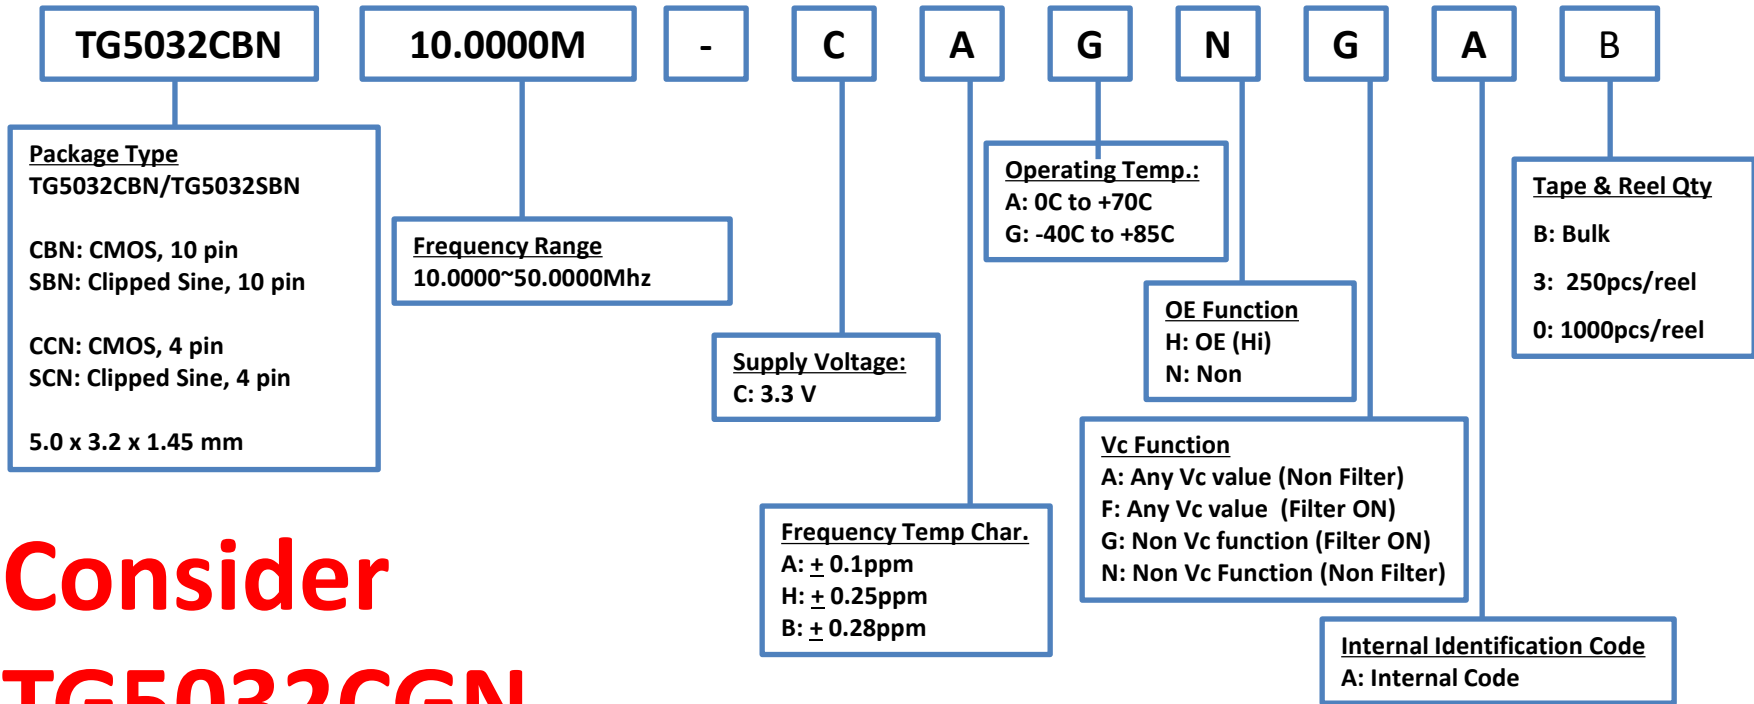 TG5032CBN 10.0000M - C A G N G A B
Package Type
TG5032CBN/TG5032SBN
CBN: CMOS, 10 pin
SBN: Clipped Sine, 10 pin
CCN: CMOS, 4 pin
SCN: Clipped Sine, 4 pin
5.0 x 3.2 x 1.45 mm
Frequency Range
10.0000~50.0000Mhz
Supply Voltage:
C: 3.3 V
Frequency Temp Char.
A: ± 0.1ppm
H: ± 0.25ppm
B: ± 0.28ppm
Operating Temp.:
A: 0C to +70C
G: -40C to +85C
OE Function
H: OE (Hi)
N: Non
Vc Function
A: Any Vc value (Non Filter)
F: Any Vc value (Filter ON)
G: Non Vc function (Filter ON)
N: Non Vc Function (Non Filter)
Internal Identification Code
A: Internal Code
Tape & Reel Qty
B: Bulk
3: 250pcs/reel
0: 1000pcs/reel
Consider
TG5032CGN